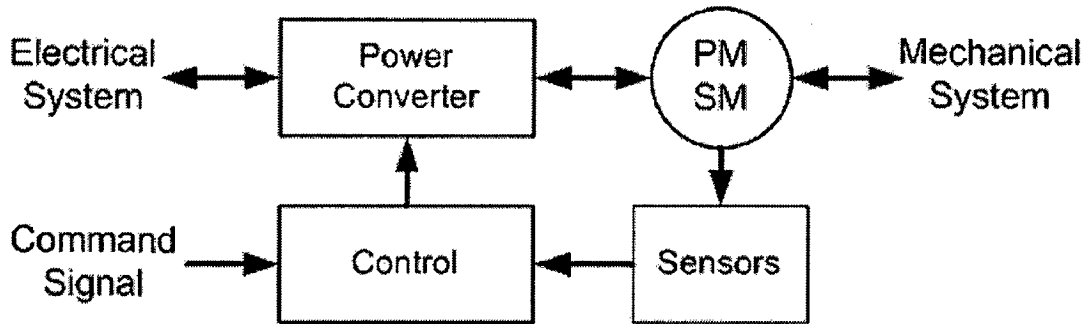 Electrical
System
Power
Converter
PM
SM
Mechanical
System
Command
Signal
Control
Sensors